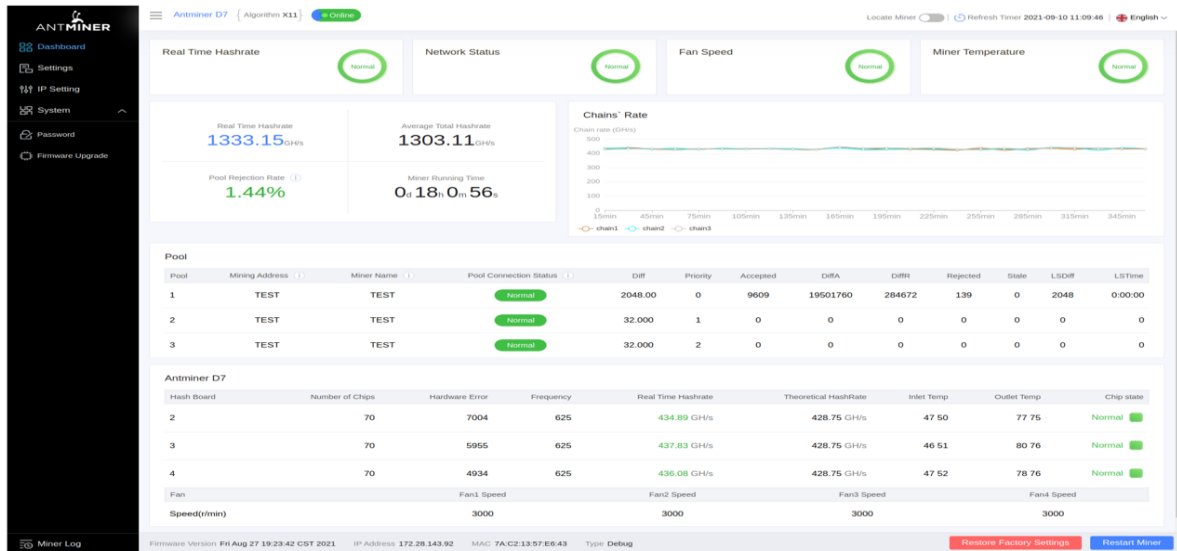 ANTMINER
Dashboard
Settings
IP Setting
System
Password
Firmware Upgrade
Miner Log
Antminer D7 { Algorithm X11 } Online
Locate Miner Refresh Timer 2021-09-10 11:09:46 English
Real Time Hashrate Normal
Network Status Normal
Fan Speed Normal
Miner Temperature Normal
Real Time Hashrate
1333.15GH/s
Average Total Hashrate
1303.11GH/s
Pool Rejection Rate i
1.44%
Miner Running Time
0d 18h 0m 56s
Chains` Rate
Chain rate (GH/s)
500
400
300
200
100
0
15min 45min 75min 105min 135min 165min 195min 225min 255min 285min 315min 345min
chain1 chain2 chain3
Pool
Pool Mining Address i Miner Name i Pool Connection Status i Diff Priority Accepted DiffA DiffR Rejected Stale LSDiff LSTime
1 TEST TEST Normal 2048.00 0 9609 19501760 284672 139 0 2048 0:00:00
2 TEST TEST Normal 32.000 1 0 0 0 0 0 0 0
3 TEST TEST Normal 32.000 2 0 0 0 0 0 0 0
Antminer D7
Hash Board Number of Chips Hardware Error Frequency Real Time Hashrate Theoretical HashRate Inlet Temp Outlet Temp Chip state
2 70 7004 625 434.89 GH/s 428.75 GH/s 47 50 77 75 Normal
3 70 5955 625 437.83 GH/s 428.75 GH/s 46 51 80 76 Normal
4 70 4934 625 436.08 GH/s 428.75 GH/s 47 52 78 76 Normal
Fan Fan1 Speed Fan2 Speed Fan3 Speed Fan4 Speed
Speed(r/min) 3000 3000 3000 3000
Firmware Version Fri Aug 27 19:23:42 CST 2021 IP Address 172.28.143.92 MAC 7A:C2:13:57:E6:43 Type Debug
Restore Factory Settings Restart Miner